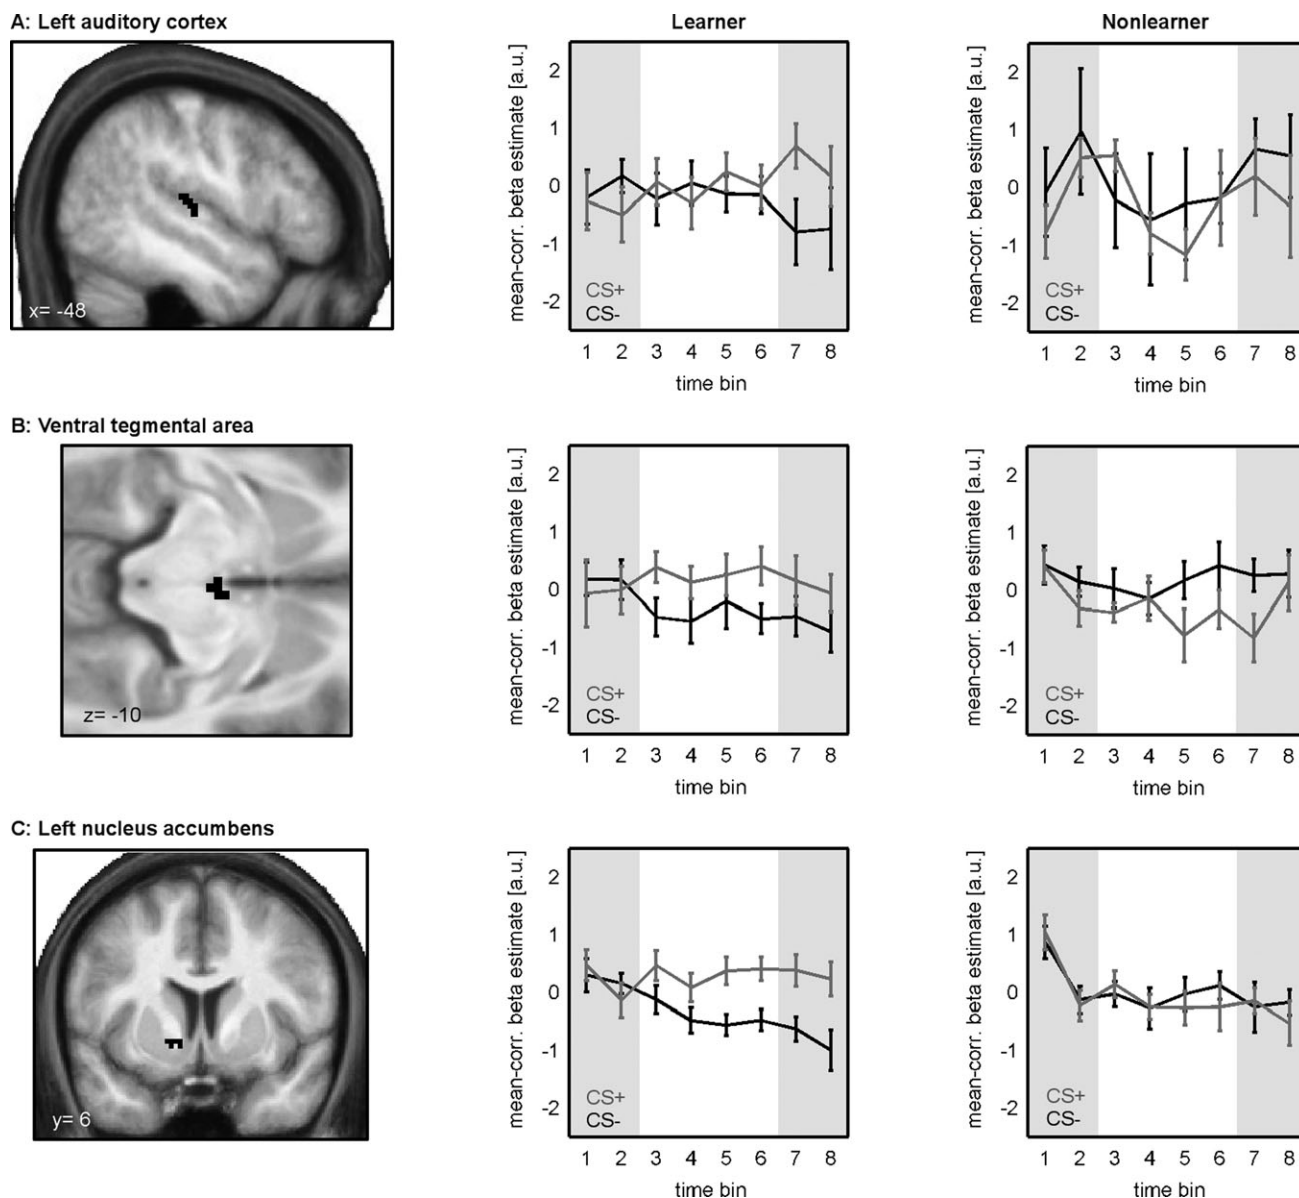 A: Left auditory cortex
Learner
Nonlearner
x= -48
mean-corr. beta estimate [a.u.]
2
1
0
-1
-2
CS+
CS-
1 2 3 4 5 6 7 8
time bin
mean-corr. beta estimate [a.u.]
2
1
0
-1
-2
CS+
CS-
1 2 3 4 5 6 7 8
time bin
B: Ventral tegmental area
z= -10
mean-corr. beta estimate [a.u.]
2
1
0
-1
-2
CS+
CS-
1 2 3 4 5 6 7 8
time bin
mean-corr. beta estimate [a.u.]
2
1
0
-1
-2
CS+
CS-
1 2 3 4 5 6 7 8
time bin
C: Left nucleus accumbens
y= 6
mean-corr. beta estimate [a.u.]
2
1
0
-1
-2
CS+
CS-
1 2 3 4 5 6 7 8
time bin
mean-corr. beta estimate [a.u.]
2
1
0
-1
-2
CS+
CS-
1 2 3 4 5 6 7 8
time bin